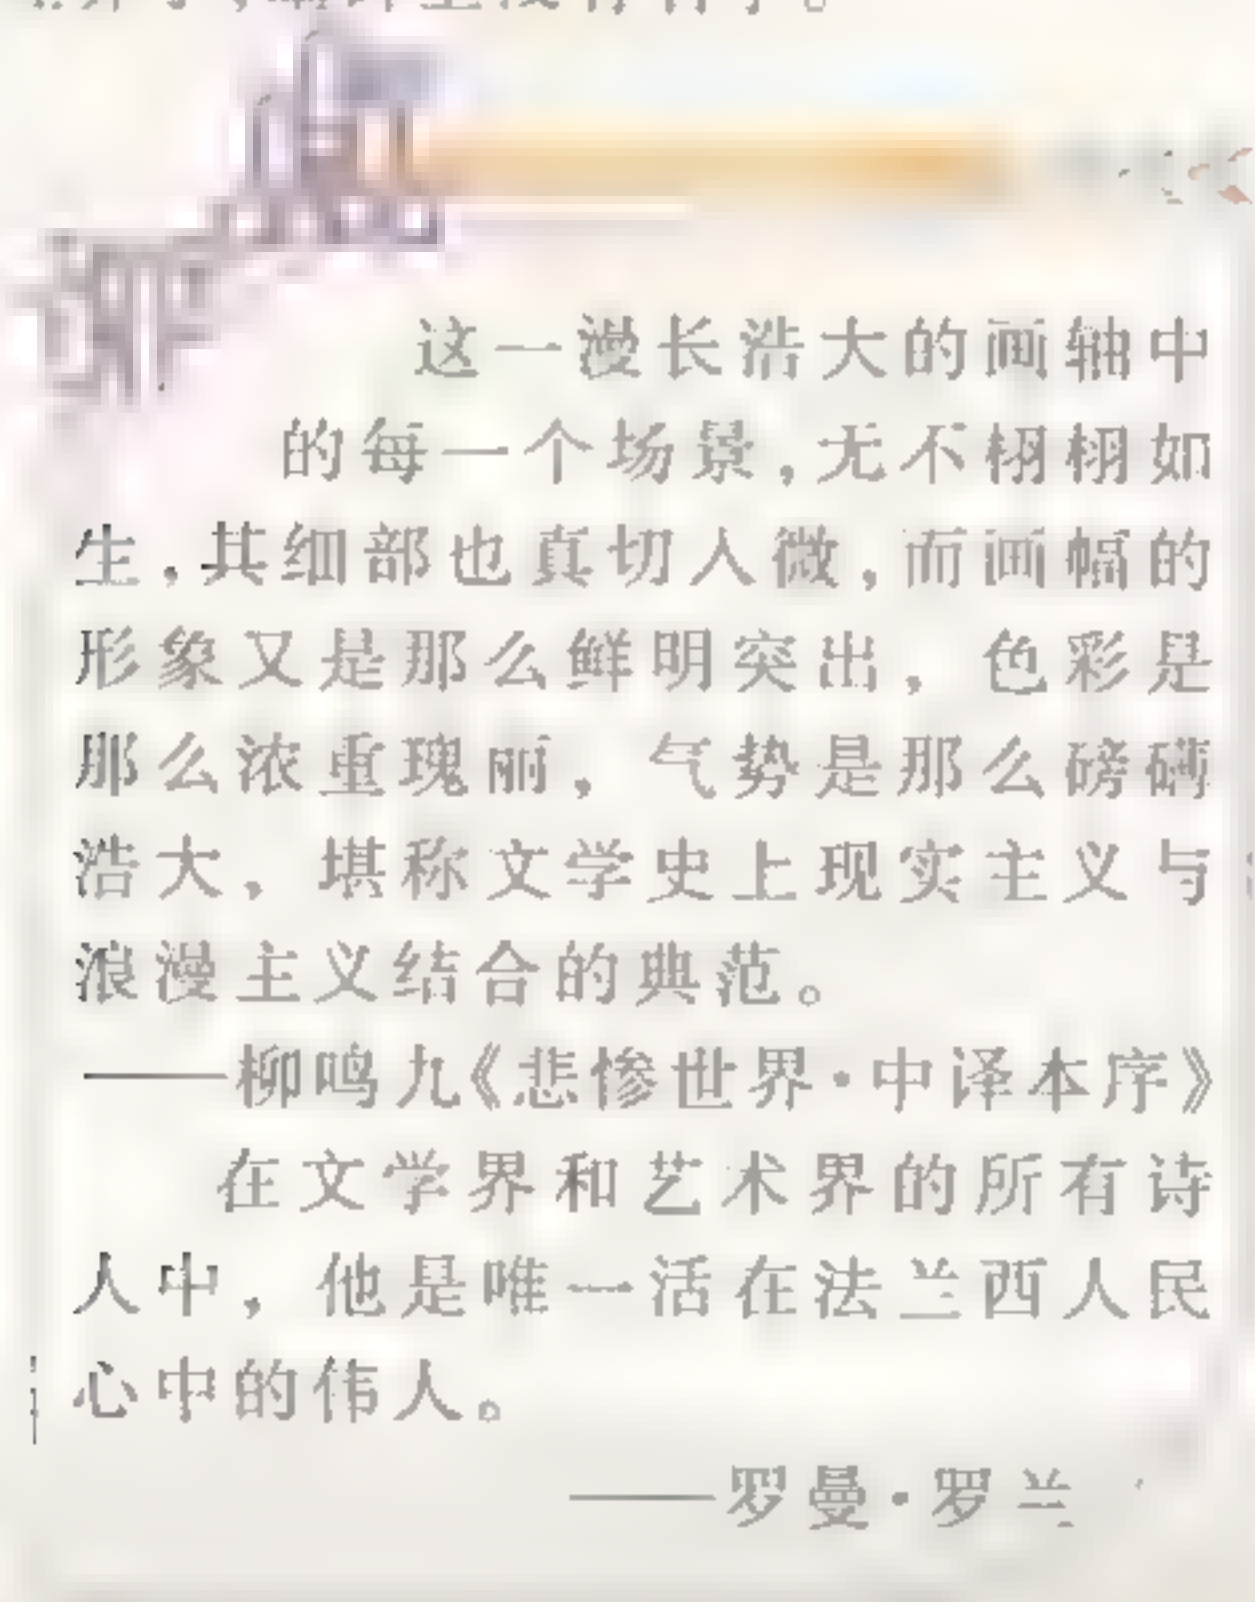 这一漫长浩大的画轴中
的每一个场景,无不栩栩如
生,其细部也真切人微,而画幅的
形象又是那么鲜明突出，色彩是
那么浓重瑰丽，气势是那么磅礴
浩大，堪称文学史上现实主义与
浪漫主义结合的典范。
——柳鸣九《悲惨世界·中译本序》
在文学界和艺术界的所有诗
人中，他是唯一活在法兰西人民
心中的伟人。
——罗曼·罗兰